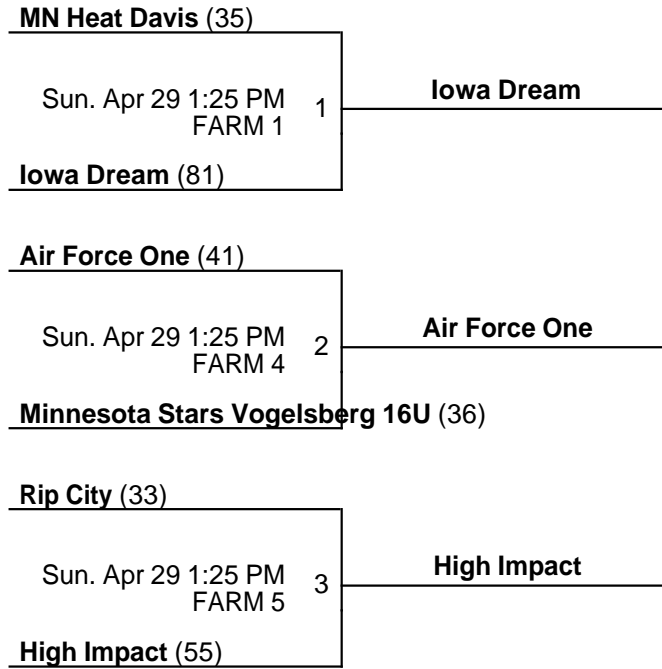 MN Heat Davis (35)
Sun. Apr 29 1:25 PM
FARM 1
1
Iowa Dream
Iowa Dream (81)
Air Force One (41)
Sun. Apr 29 1:25 PM
FARM 4
2
Air Force One
Minnesota Stars Vogelsberg 16U (36)
Rip City (33)
Sun. Apr 29 1:25 PM
FARM 5
3
High Impact
High Impact (55)